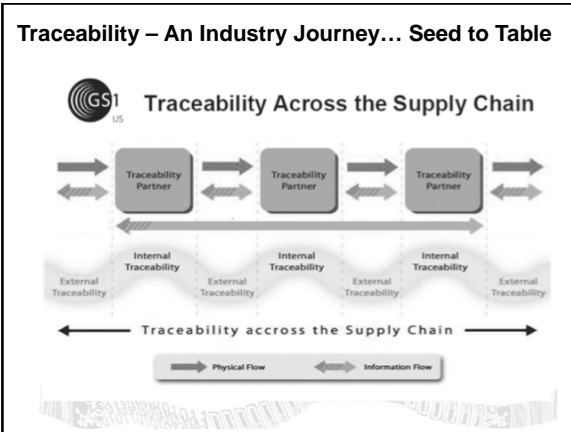 Traceability – An Industry Journey… Seed to Table
GS1
US
Traceability Across the Supply Chain
Traceability
Partner
Traceability
Partner
Traceability
Partner
Internal
Traceability
Internal
Traceability
Internal
Traceability
External
Traceability
External
Traceability
External
Traceability
External
Traceability
Traceability accross the Supply Chain
Physical Flow
Information Flow